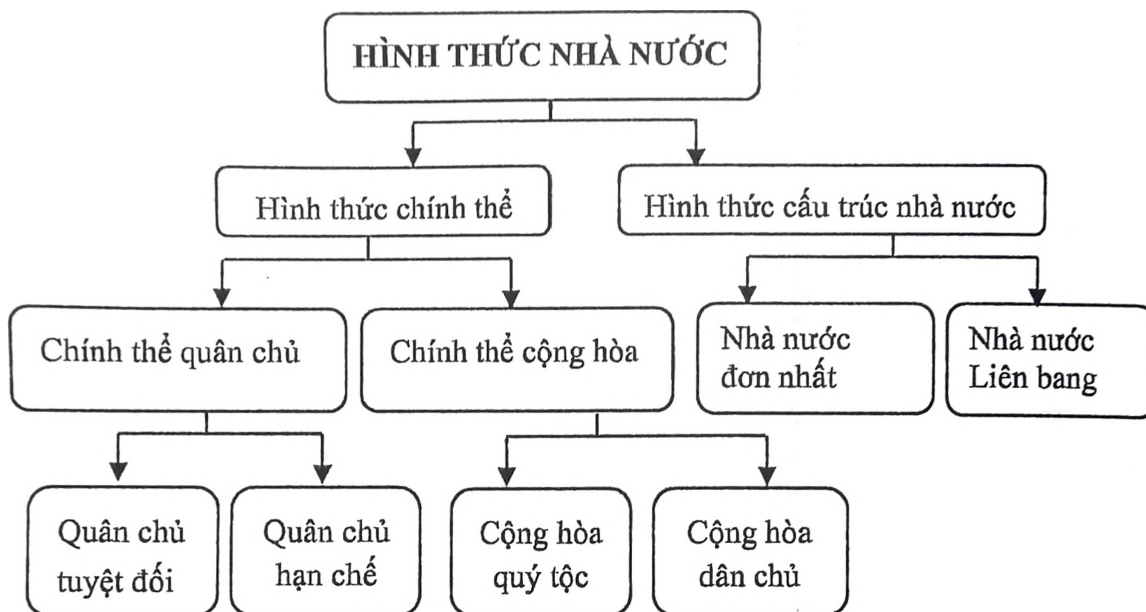 HÌNH THỨC NHÀ NƯỚC
Hình thức chính thể
Hình thức cấu trúc nhà nước
Chính thể quân chủ
Chính thể cộng hòa
Nhà nước
đơn nhất
Nhà nước
Liên bang
Quân chủ
tuyệt đối
Quân chủ
hạn chế
Cộng hòa
quý tộc
Cộng hòa
dân chủ